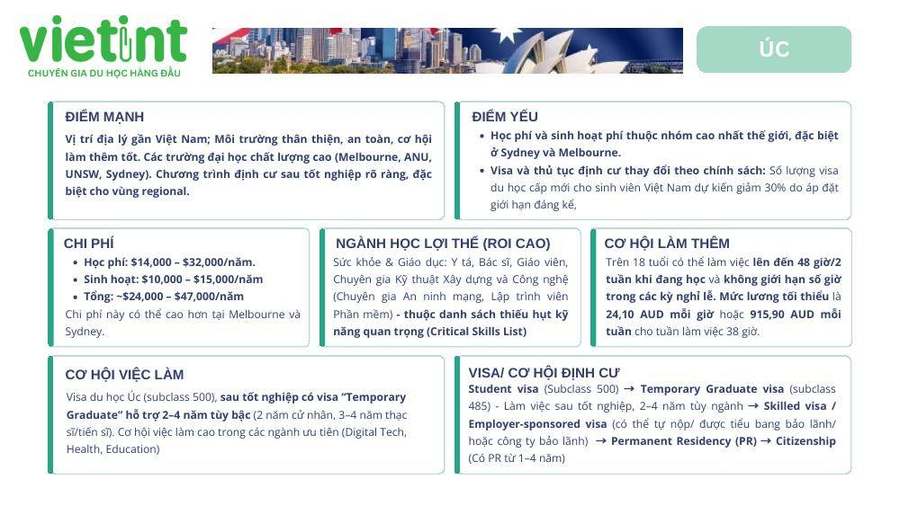 vietint
CHUYÊN GIA DU HỌC HÀNG ĐẦU
ÚC
ĐIỂM MẠNH
Vị trí địa lý gần Việt Nam; Môi trường thân thiện, an toàn, cơ hội
làm thêm tốt. Các trường đại học chất lượng cao (Melbourne, ANU,
UNSW, Sydney). Chương trình định cư sau tốt nghiệp rõ ràng, đặc
biệt cho vùng regional.
ĐIỂM YẾU
• Học phí và sinh hoạt phí thuộc nhóm cao nhất thế giới, đặc biệt
ở Sydney và Melbourne.
• Visa và thủ tục định cư thay đổi theo chính sách: Số lượng visa
du học cấp mới cho sinh viên Việt Nam dự kiến giảm 30% do áp đặt
giới hạn đáng kể,
CHI PHÍ
• Học phí: $14,000 – $32,000/năm.
• Sinh hoạt: $10,000 – $15,000/năm
• Tổng: ~$24,000 – $47,000/năm
Chi phí này có thể cao hơn tại Melbourne và
Sydney.
NGÀNH HỌC LỢI THẾ (ROI CAO)
Sức khỏe & Giáo dục: Y tá, Bác sĩ, Giáo viên,
Chuyên gia Kỹ thuật Xây dựng và Công nghệ
(Chuyên gia An ninh mạng, Lập trình viên
Phần mềm) - thuộc danh sách thiếu hụt kỹ
năng quan trọng (Critical Skills List)
CƠ HỘI LÀM THÊM
Trên 18 tuổi có thể làm việc lên đến 48 giờ/2
tuần khi đang học và không giới hạn số giờ
trong các kỳ nghỉ lễ. Mức lương tối thiểu là
24,10 AUD mỗi giờ hoặc 915,90 AUD mỗi
tuần cho tuần làm việc 38 giờ.
CƠ HỘI VIỆC LÀM
Visa du học Úc (subclass 500), sau tốt nghiệp có visa “Temporary
Graduate” hỗ trợ 2–4 năm tùy bậc (2 năm cử nhân, 3–4 năm thạc
sĩ/tiến sĩ). Cơ hội việc làm cao trong các ngành ưu tiên (Digital Tech,
Health, Education)
VISA/ CƠ HỘI ĐỊNH CƯ
Student visa (Subclass 500) → Temporary Graduate visa (subclass
485) - Làm việc sau tốt nghiệp, 2–4 năm tùy ngành → Skilled visa /
Employer-sponsored visa (có thể tự nộp/ được tiểu bang bảo lãnh/
hoặc công ty bảo lãnh) → Permanent Residency (PR) → Citizenship
(Có PR từ 1–4 năm)